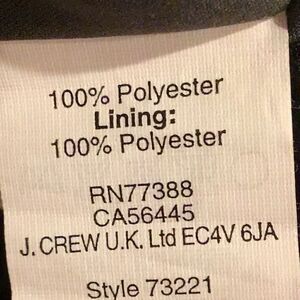 100% Polyester
Lining:
100% Polyester
RN77388
CA56445
J. CREW U.K. Ltd EC4V 6JA
Style 73221